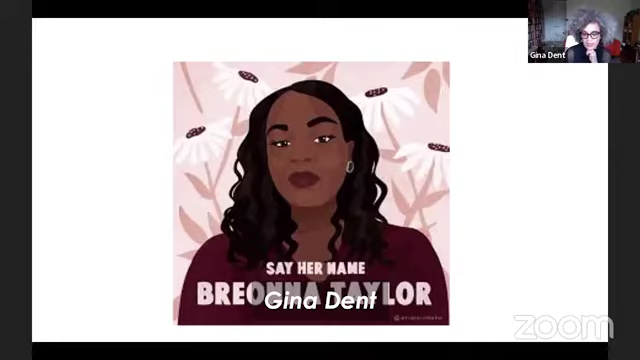 Gina Dent
SAY HER NAME
BREONNA TAYLOR
Gina Dent
zoom